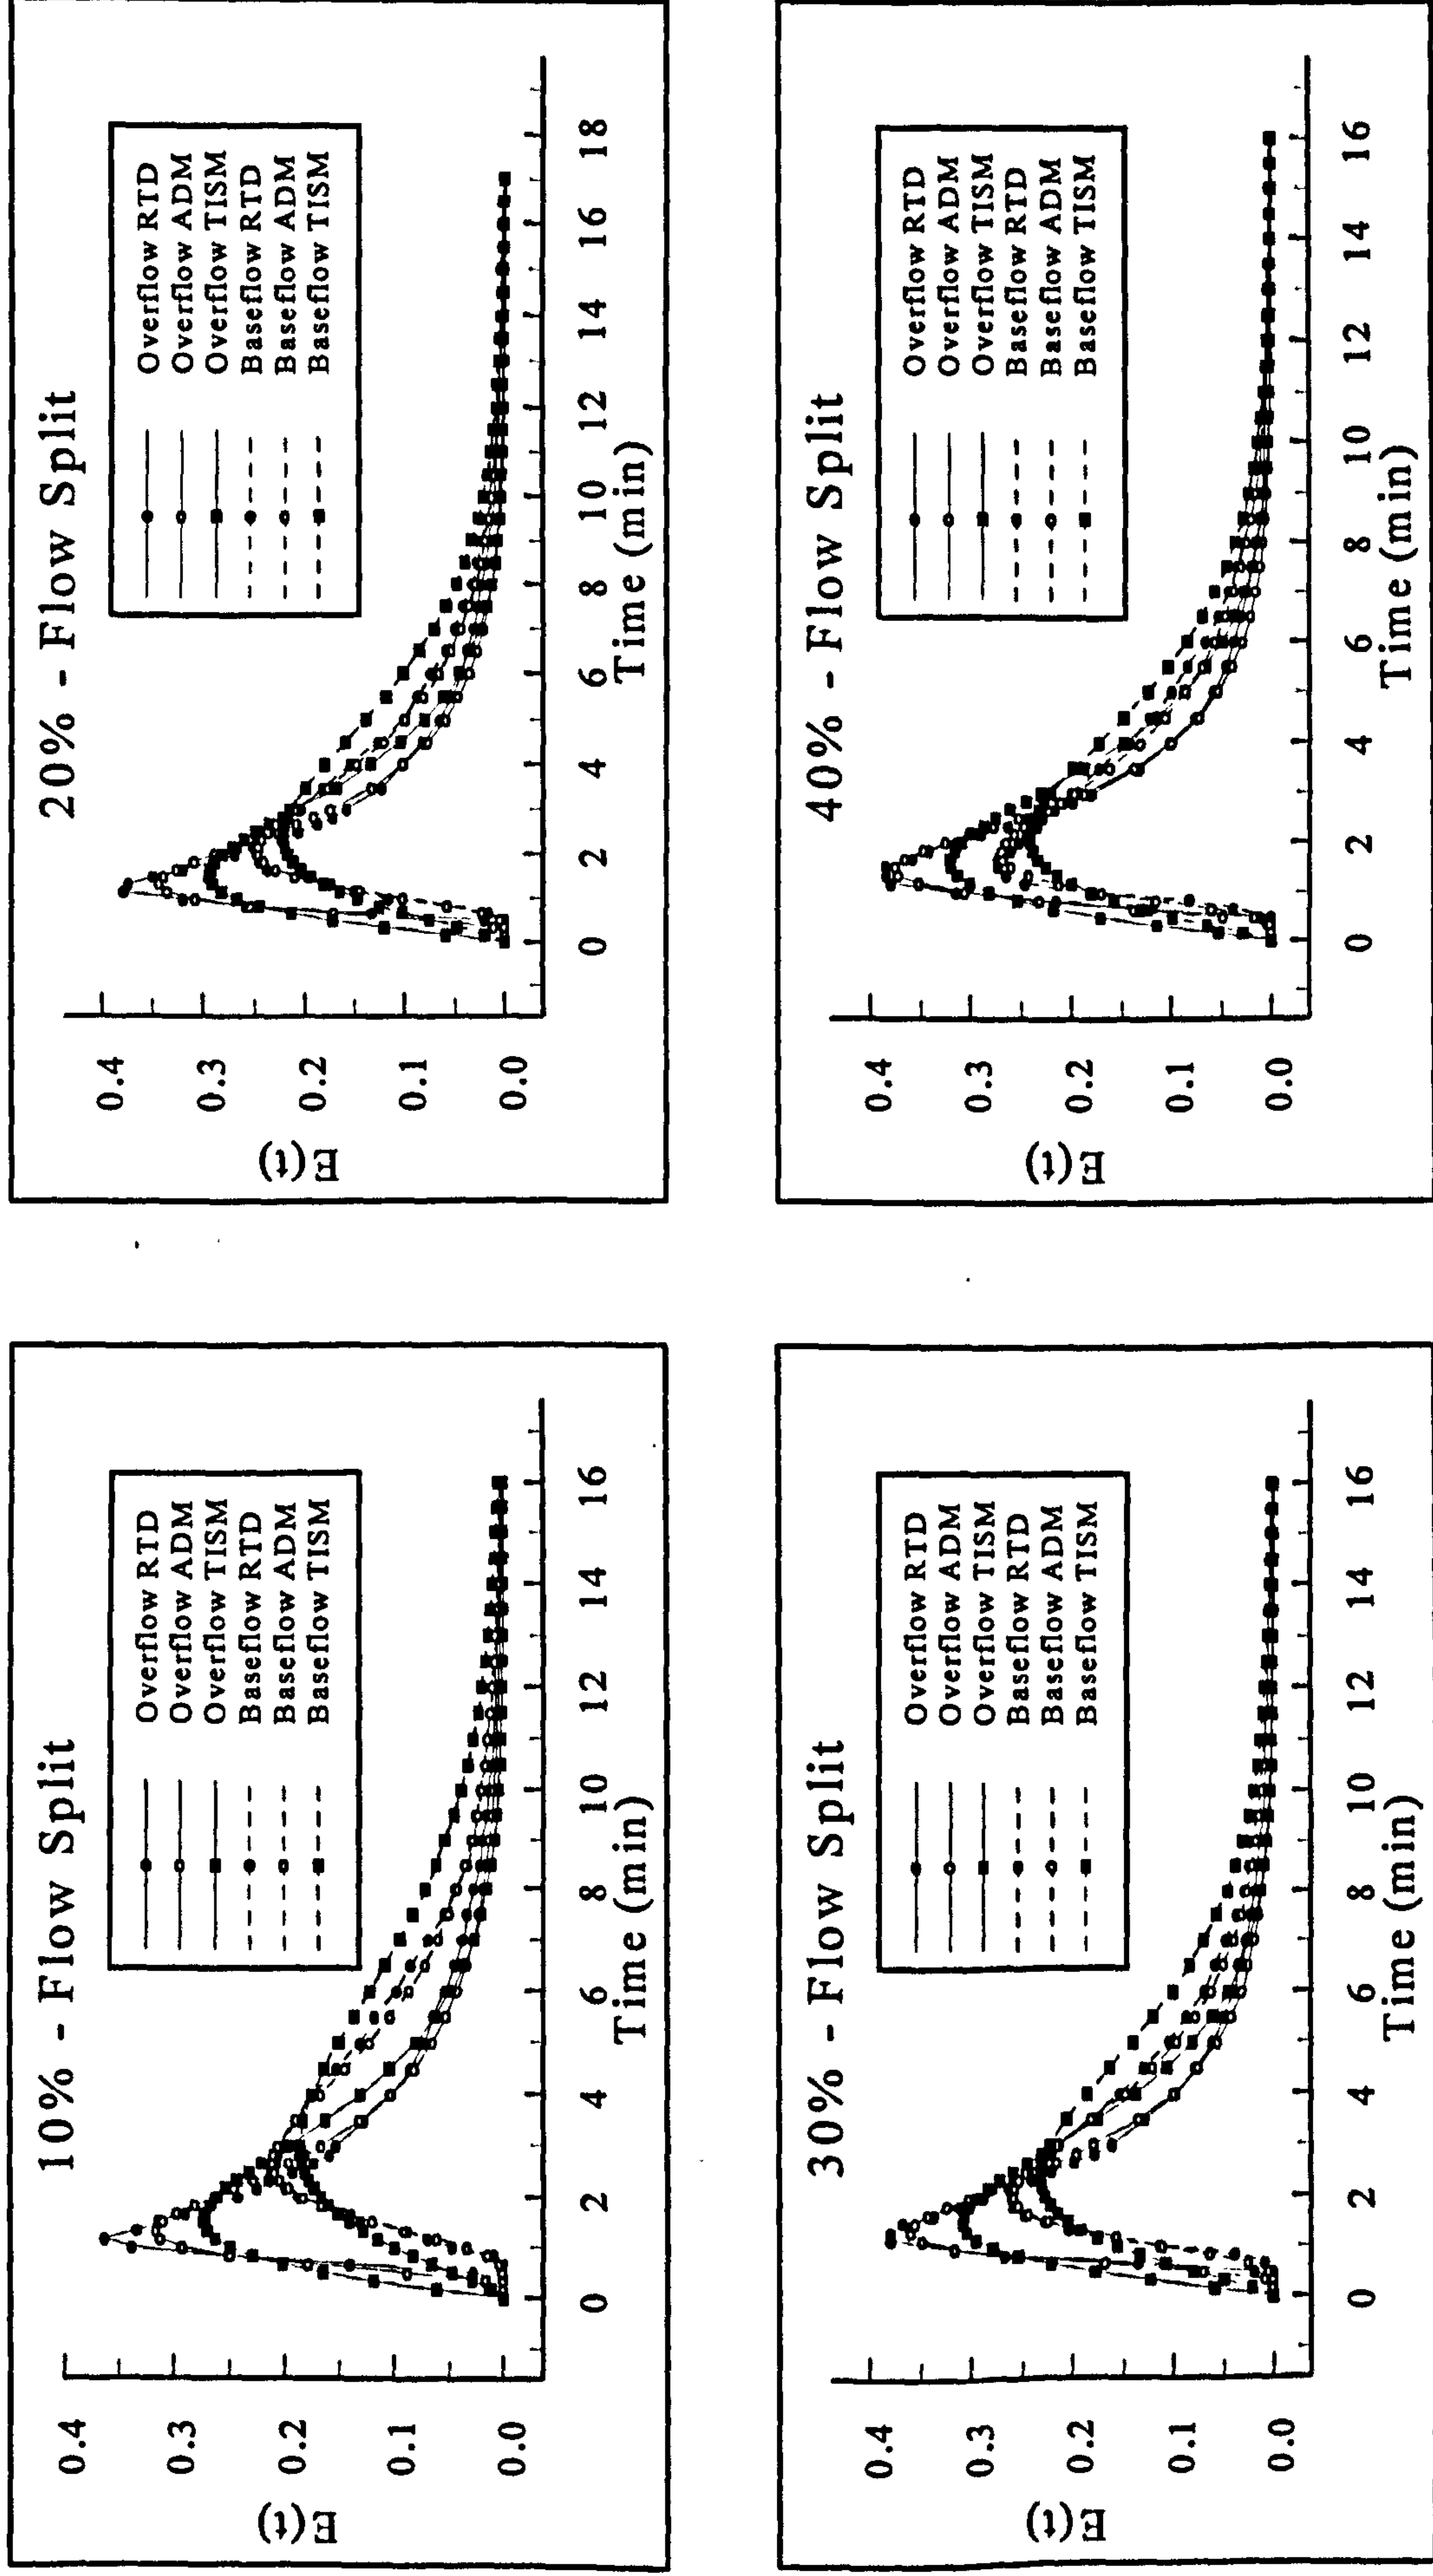 10% - Flow Split
Overflow RTD
Overflow ADM
Overflow TISM
Baseflow RTD
Baseflow ADM
Baseflow TISM
0.4
0.3
0.2
0.1
0.0
E(t)
0 2 4 6 8 10 12 14 16
Time (min)
20% - Flow Split
Overflow RTD
Overflow ADM
Overflow TISM
Baseflow RTD
Baseflow ADM
Baseflow TISM
0.4
0.3
0.2
0.1
0.0
E(t)
0 2 4 6 8 10 12 14 16 18
Time (min)
30% - Flow Split
Overflow RTD
Overflow ADM
Overflow TISM
Baseflow RTD
Baseflow ADM
Baseflow TISM
0.4
0.3
0.2
0.1
0.0
E(t)
0 2 4 6 8 10 12 14 16
Time (min)
40% - Flow Split
Overflow RTD
Overflow ADM
Overflow TISM
Baseflow RTD
Baseflow ADM
Baseflow TISM
0.4
0.3
0.2
0.1
0.0
E(t)
0 2 4 6 8 10 12 14 16
Time (min)